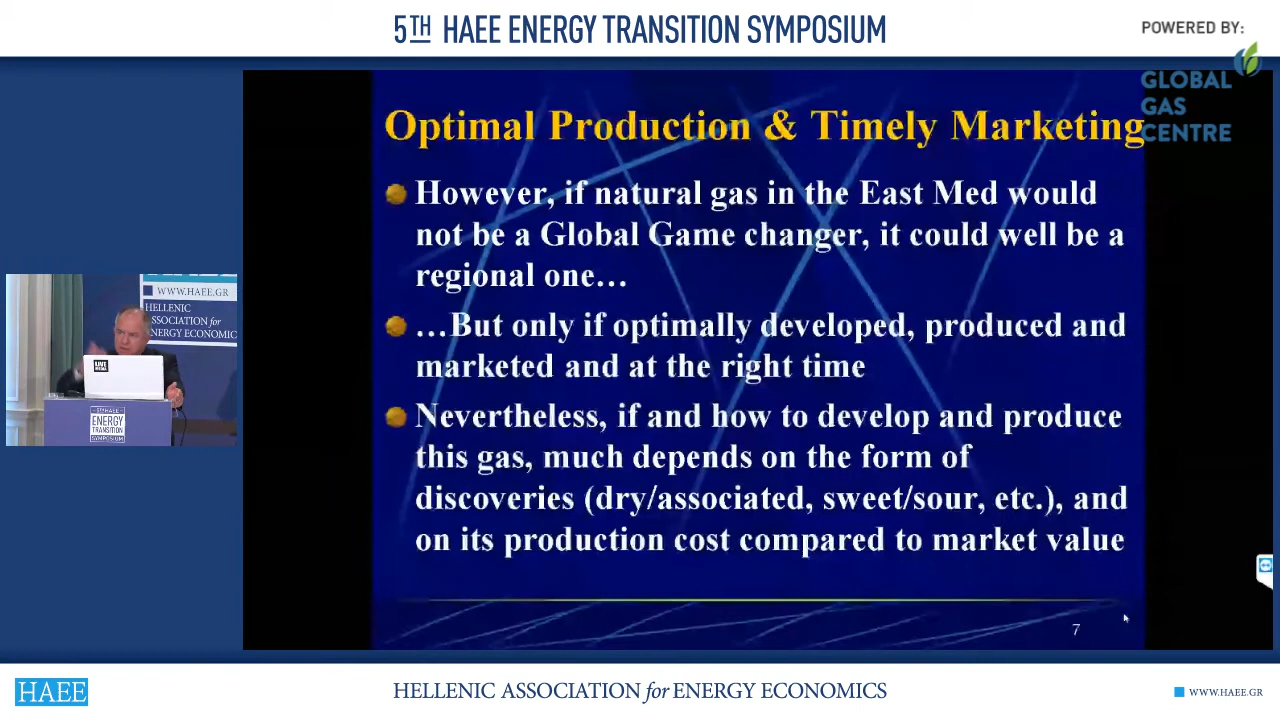 5TH HAEE ENERGY TRANSITION SYMPOSIUM
POWERED BY:
GLOBAL
GAS
CENTRE
Optimal Production & Timely Marketing
However, if natural gas in the East Med would
not be a Global Game changer, it could well be a
regional one…
…But only if optimally developed, produced and
marketed and at the right time
Nevertheless, if and how to develop and produce
this gas, much depends on the form of
discoveries (dry/associated, sweet/sour, etc.), and
on its production cost compared to market value
7
WWW.HAEE.GR
HELLENIC
ASSOCIATION for
ENERGY ECONOMIC
ENERGY
TRANSITION
SYMPOSIUM
HAEE
HELLENIC ASSOCIATION for ENERGY ECONOMICS
WWW.HAEE.GR